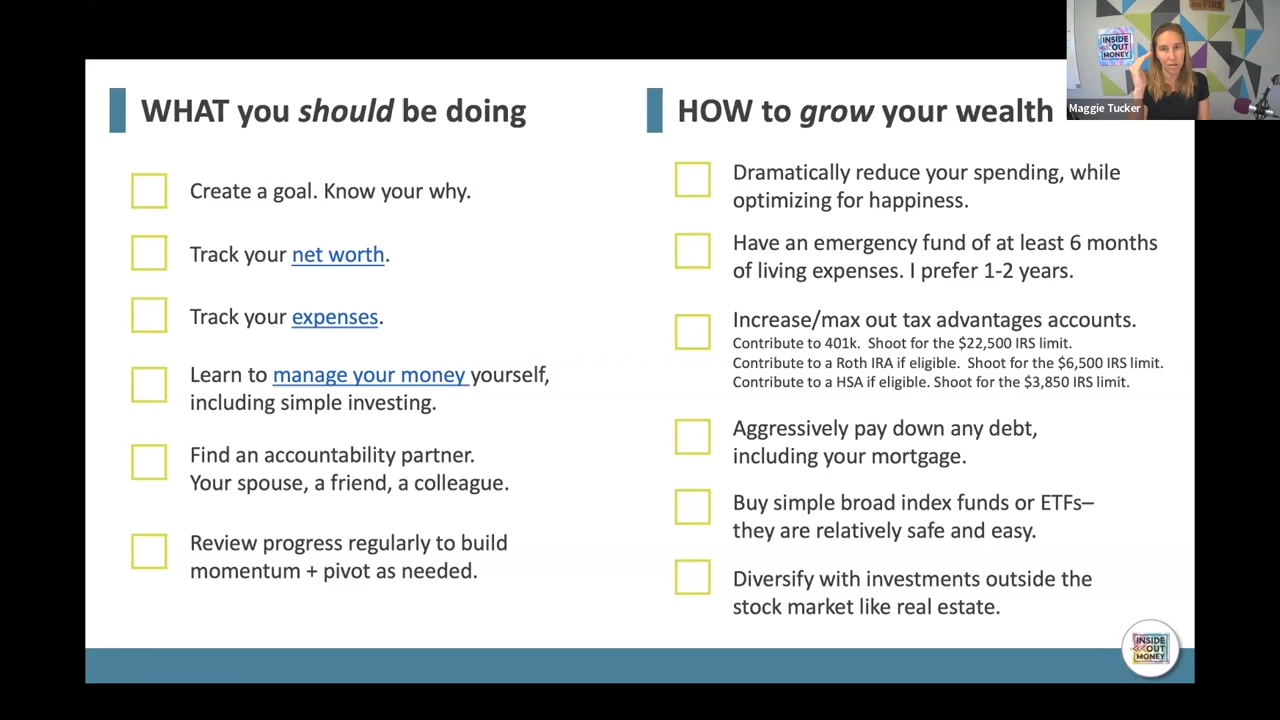 WHAT you should be doing
Create a goal. Know your why.
Track your net worth.
Track your expenses.
Learn to manage your money yourself,
including simple investing.
Find an accountability partner.
Your spouse, a friend, a colleague.
Review progress regularly to build
momentum + pivot as needed.
HOW to grow your wealth
Dramatically reduce your spending, while
optimizing for happiness.
Have an emergency fund of at least 6 months
of living expenses. I prefer 1-2 years.
Increase/max out tax advantages accounts.
Contribute to 401k. Shoot for the $22,500 IRS limit.
Contribute to a Roth IRA if eligible. Shoot for the $6,500 IRS limit.
Contribute to a HSA if eligible. Shoot for the $3,850 IRS limit.
Aggressively pay down any debt,
including your mortgage.
Buy simple broad index funds or ETFs–
they are relatively safe and easy.
Diversify with investments outside the
stock market like real estate.
INSIDE
OUT
MONEY
Maggie Tucker
INSIDE
OUT
MONEY